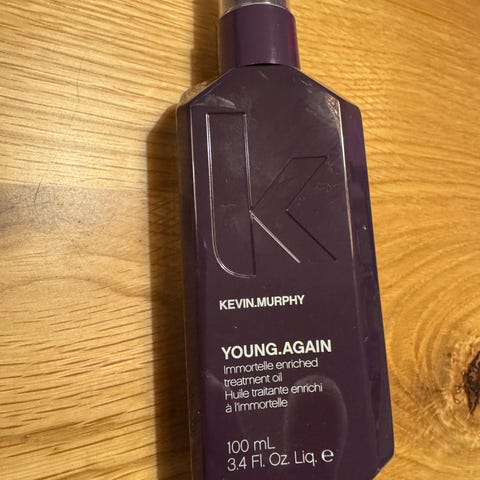 KEVIN.MURPHY
YOUNG.AGAIN
Immortelle enriched
treatment oil
Huile traitante enrichi
à l'immortelle
100 mL
3.4 Fl. Oz. Liq. ℮